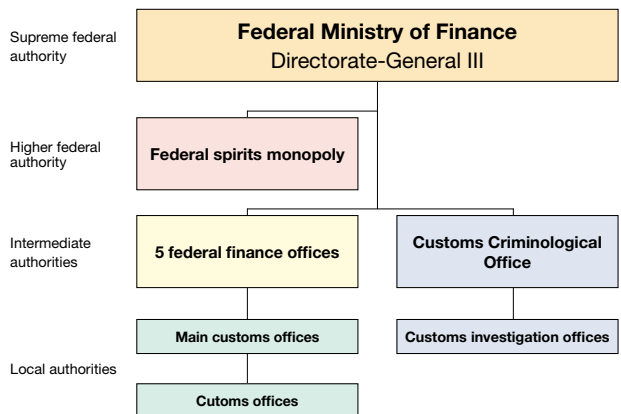 Supreme federal
authority
Federal Ministry of Finance
Directorate-General III
Higher federal
authority
Federal spirits monopoly
Intermediate
authorities
5 federal finance offices
Customs Criminological
Office
Main customs offices
Customs investigation offices
Local authorities
Cutoms offices